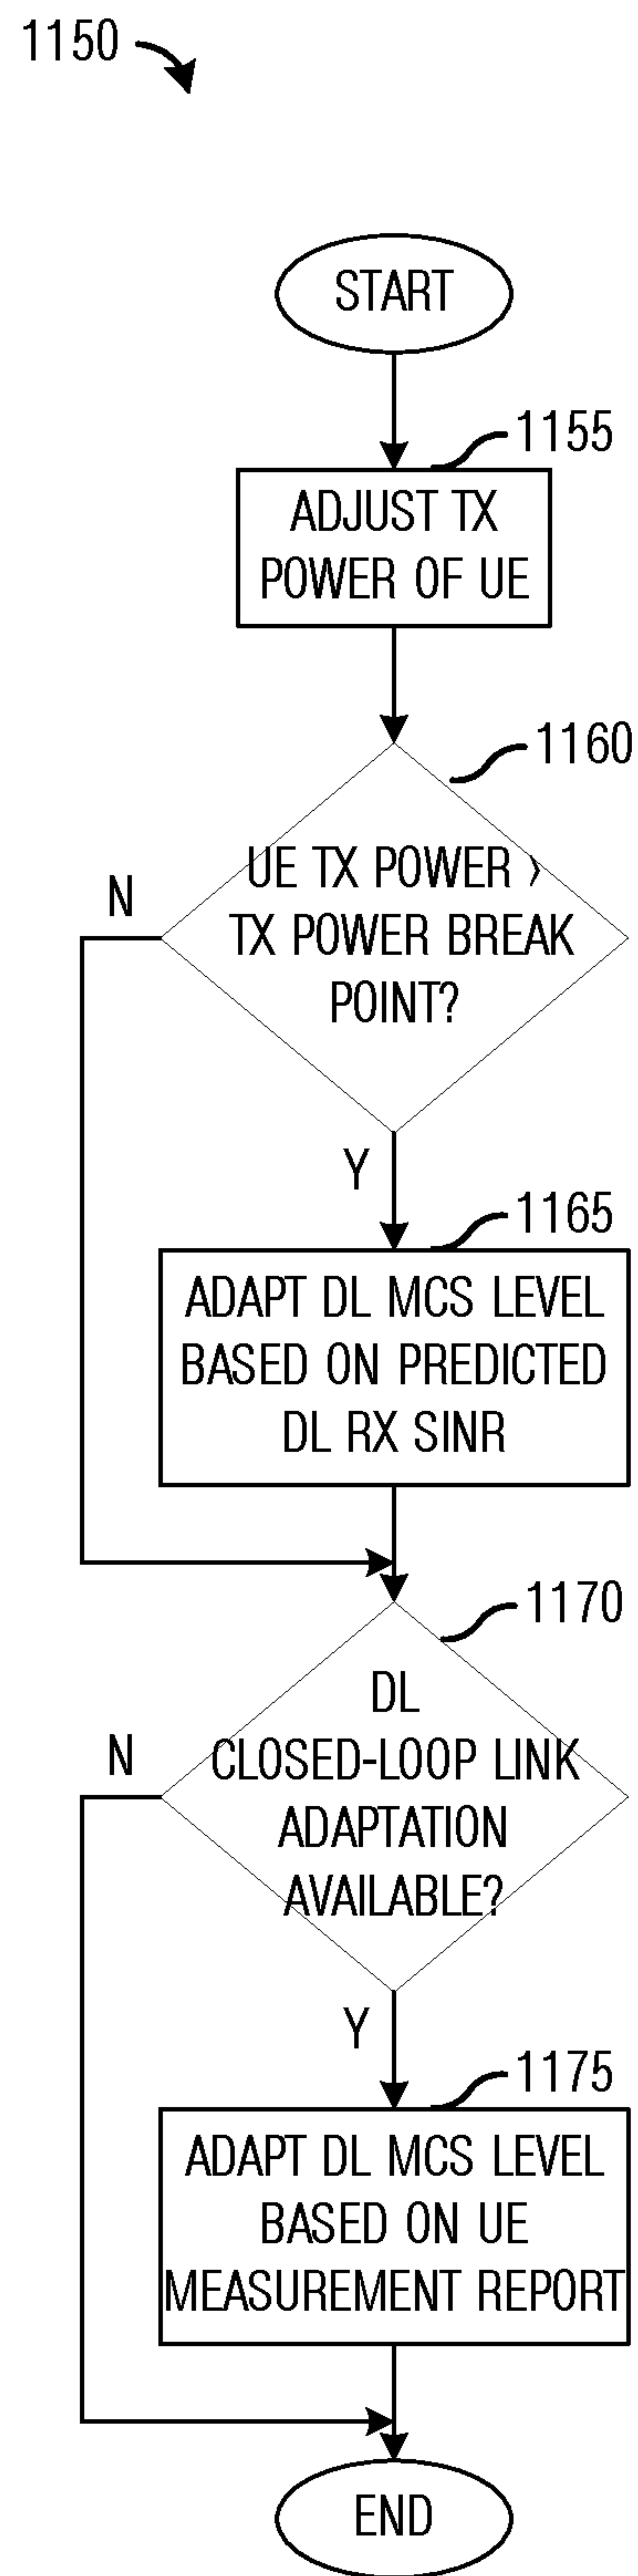 1150
START
1155
ADJUST TX
POWER OF UE
1160
UE TX POWER >
TX POWER BREAK
POINT?
N
Y
1165
ADAPT DL MCS LEVEL
BASED ON PREDICTED
DL RX SINR
1170
DL
CLOSED-LOOP LINK
ADAPTATION
AVAILABLE?
N
Y
1175
ADAPT DL MCS LEVEL
BASED ON UE
MEASUREMENT REPORT
END